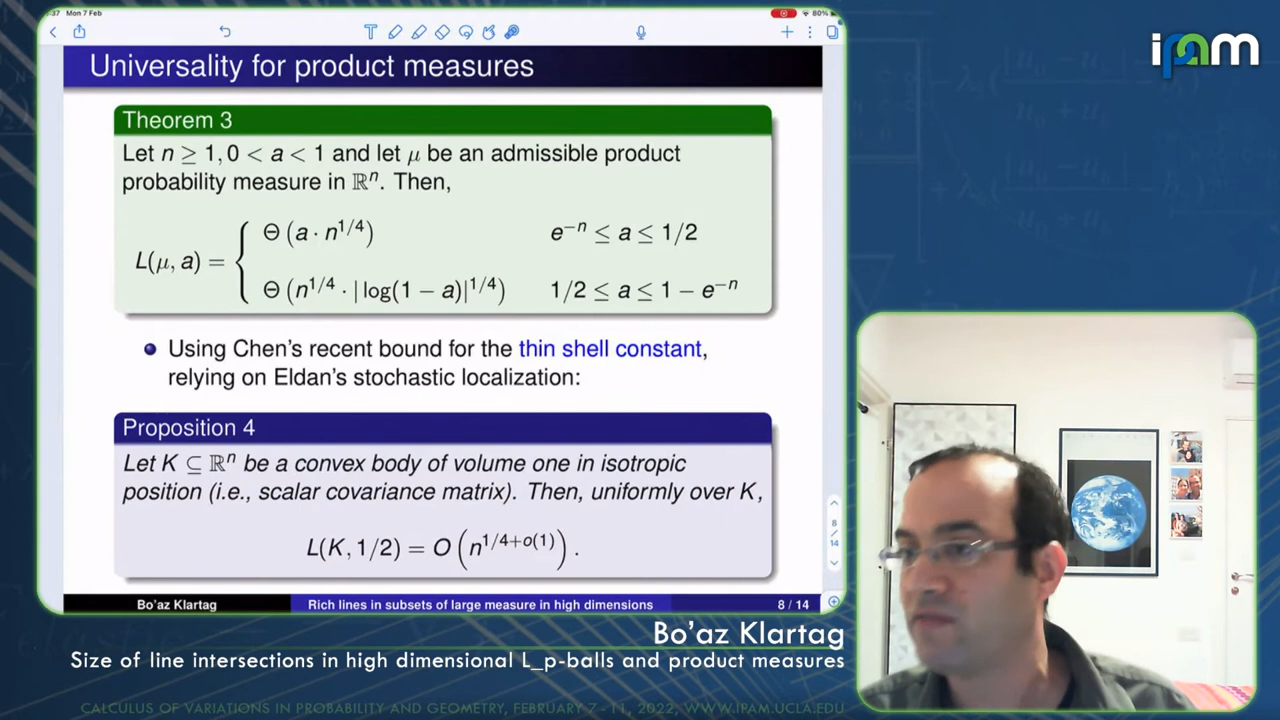 Mon 7 Feb
80%
Universality for product measures
Theorem 3
Let n ≥ 1, 0 < a < 1 and let μ be an admissible product
probability measure in ℝⁿ. Then,
L(μ, a) = { Θ (a · n^{1/4})   e^{−n} ≤ a ≤ 1/2
Θ (n^{1/4} · |log(1 − a)|^{1/4})   1/2 ≤ a ≤ 1 − e^{−n}
Using Chen's recent bound for the thin shell constant,
relying on Eldan's stochastic localization:
Proposition 4
Let K ⊆ ℝⁿ be a convex body of volume one in isotropic
position (i.e., scalar covariance matrix). Then, uniformly over K,
L(K, 1/2) = O (n^{1/4+o(1)}) .
8
/
14
Bo'az Klartag
Rich lines in subsets of large measure in high dimensions
8 / 14
ipam
Bo'az Klartag
Size of line intersections in high dimensional L_p-balls and product measures
CALCULUS OF VARIATIONS IN PROBABILITY AND GEOMETRY, FEBRUARY 7 - 11, 2022, WWW.IPAM.UCLA.EDU